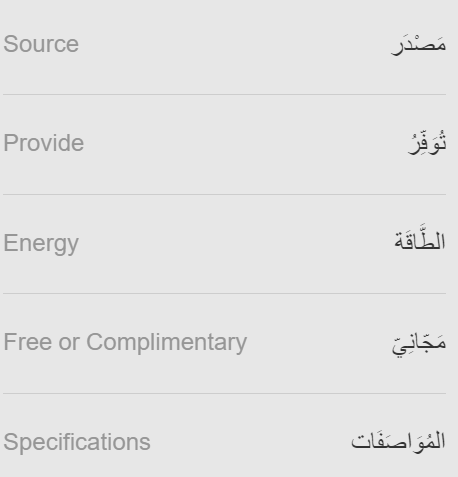 Source مَصْدَر
Provide تُوَفِّرُ
Energy الطَّاقَة
Free or Complimentary مَجّانِيّ
Specifications المُوَاصَفَات